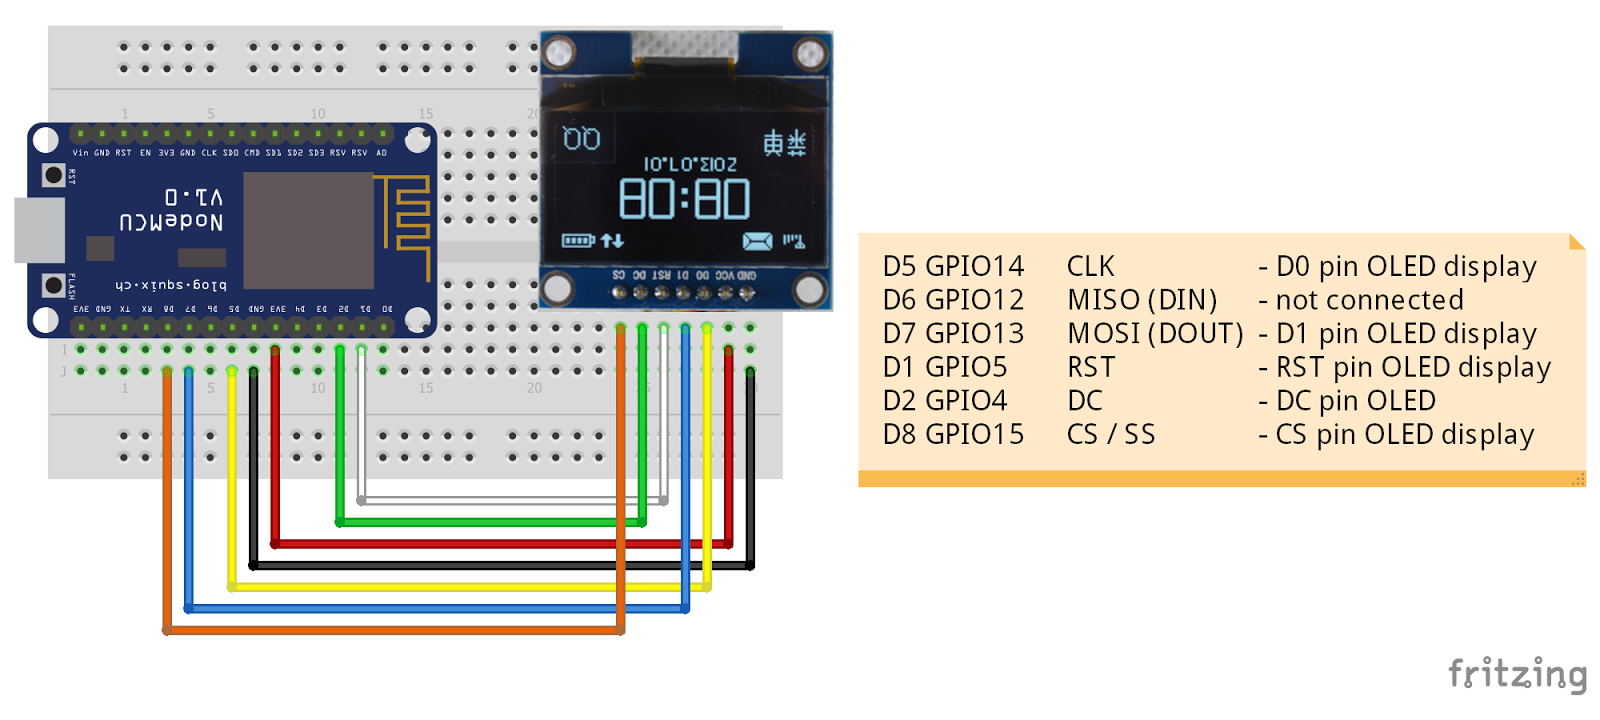 1 5 10 15 20
Vin GND RST EN 3V3 GND CLK SD0 CMD SD1 SD2 SD3 RSV RSV A0
RST
V1.0
NodeMCU
FLASH
blog.squix.ch
3V3 GND TX RX D8 D7 D6 D5 GND 3V3 D4 D3 D2 D1 D0
I
J
1 5 10 15 20 25 30
2013.07.01
08:08
CS DC RST D1 D0 VCC GND
D5 GPIO14 CLK - D0 pin OLED display
D6 GPIO12 MISO (DIN) - not connected
D7 GPIO13 MOSI (DOUT) - D1 pin OLED display
D1 GPIO5 RST - RST pin OLED display
D2 GPIO4 DC - DC pin OLED
D8 GPIO15 CS / SS - CS pin OLED display
fritzing